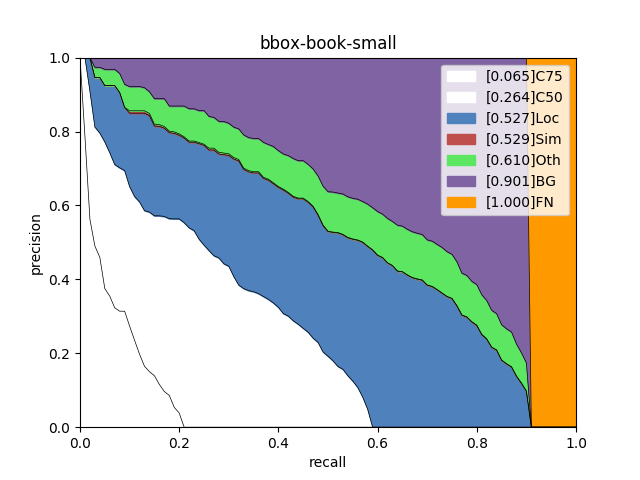 bbox-book-small
1.0
0.8
0.6
0.4
0.2
0.0
precision
[0.065]C75
[0.264]C50
[0.527]Loc
[0.529]Sim
[0.610]Oth
[0.901]BG
[1.000]FN
0.0 0.2 0.4 0.6 0.8 1.0
recall